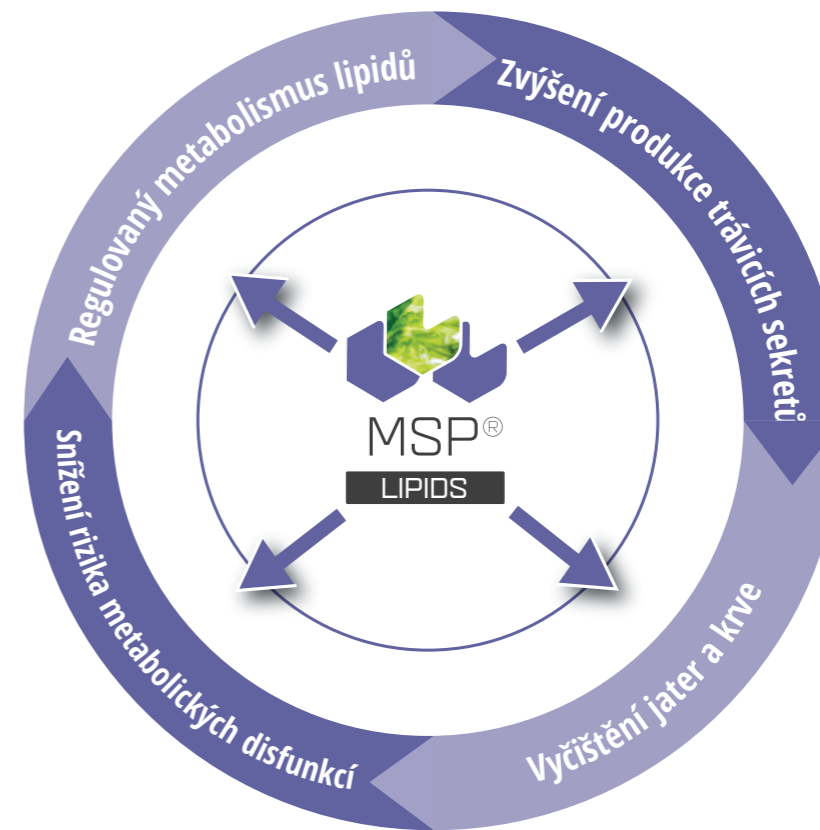 Regulovaný metabolismus lipidů
Zvýšení produkce trávicích sekretů
MSP®
LIPIDS
Snížení rizika metabolických disfunkcí
Vyčištění jater a krve